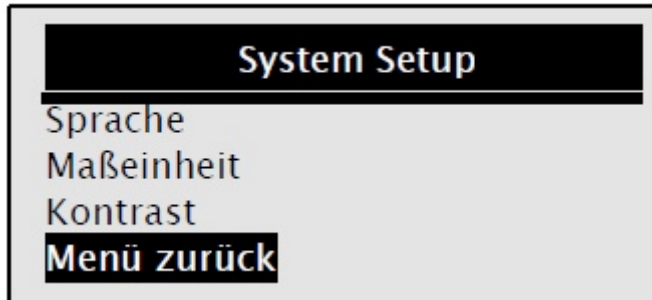 System Setup
Sprache
Maßeinheit
Kontrast
Menü zurück